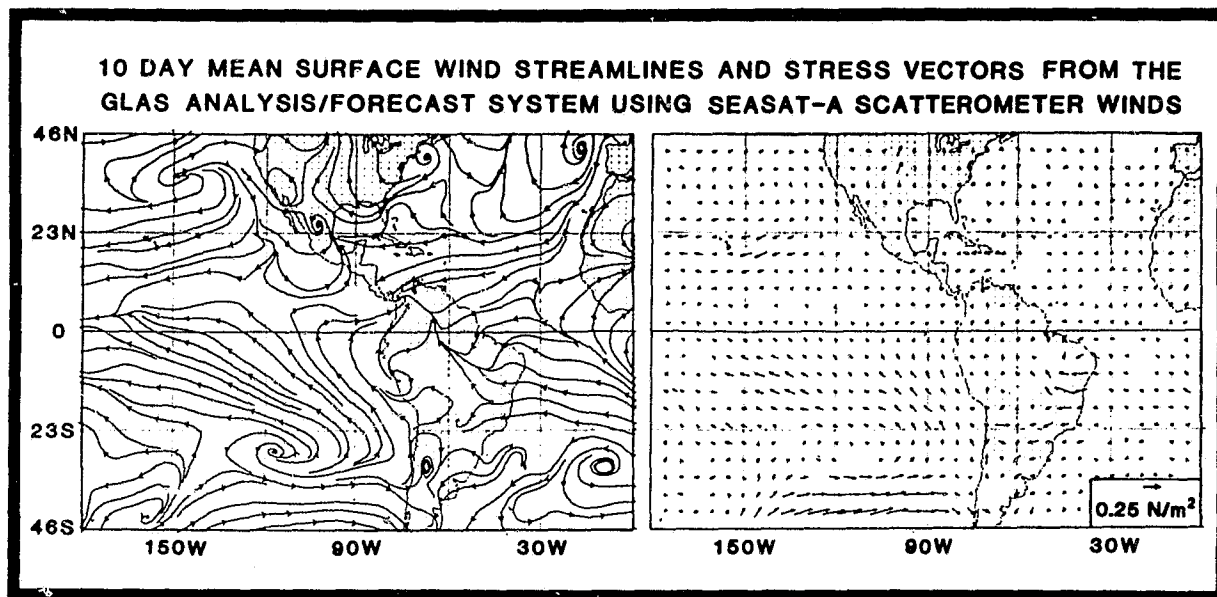 10 DAY MEAN SURFACE WIND STREAMLINES AND STRESS VECTORS FROM THE
GLAS ANALYSIS/FORECAST SYSTEM USING SEASAT-A SCATTEROMETER WINDS
46N
23N
0
23S
46S
150W 90W 30W
0.25 N/m²
150W 90W 30W